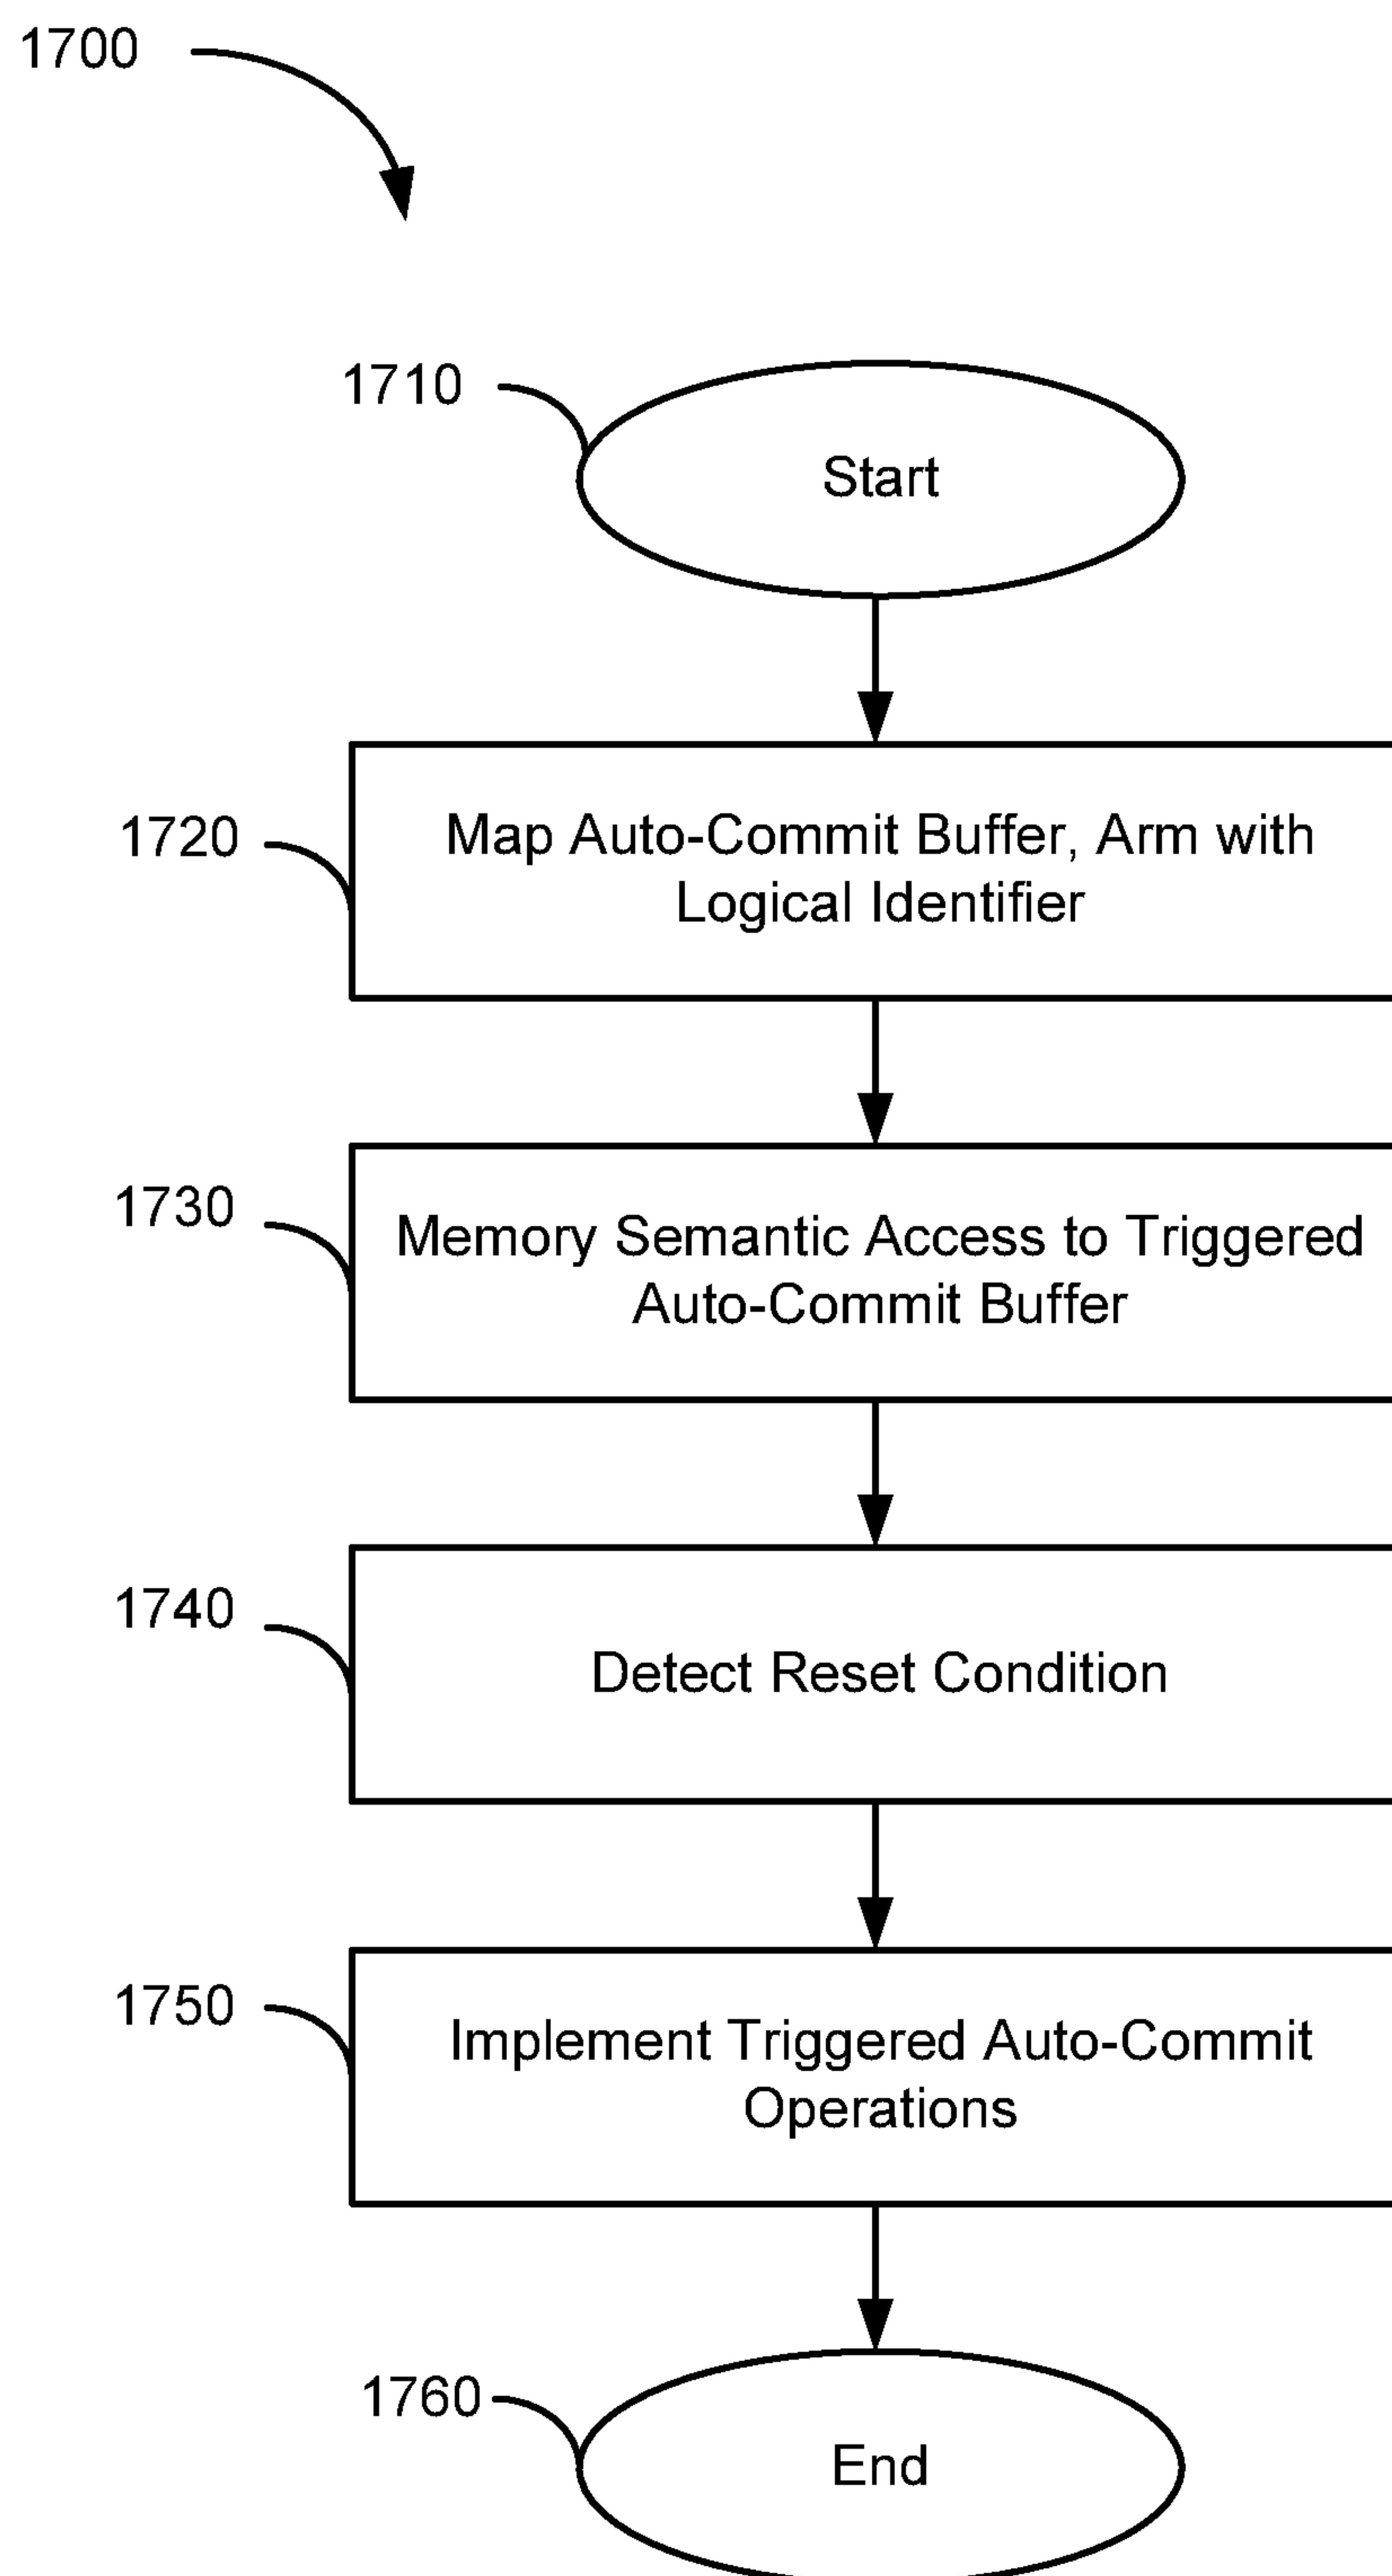 1700
1710
Start
1720
Map Auto-Commit Buffer, Arm with
Logical Identifier
1730
Memory Semantic Access to Triggered
Auto-Commit Buffer
1740
Detect Reset Condition
1750
Implement Triggered Auto-Commit
Operations
1760
End